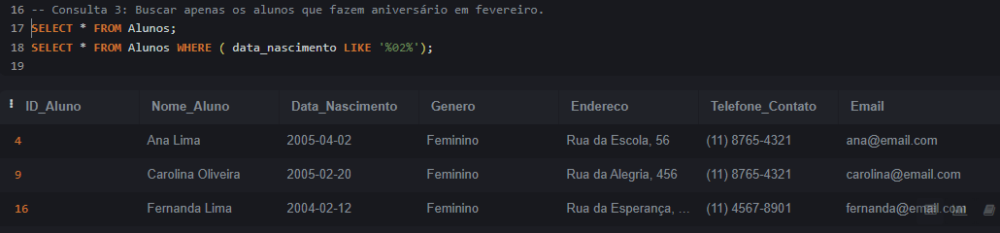 16 -- Consulta 3: Buscar apenas os alunos que fazem aniversário em fevereiro.
17 SELECT * FROM Alunos;
18 SELECT * FROM Alunos WHERE ( data_nascimento LIKE '%02%');
19
ID_Aluno Nome_Aluno Data_Nascimento Genero Endereco Telefone_Contato Email
4 Ana Lima 2005-04-02 Feminino Rua da Escola, 56 (11) 8765-4321 ana@email.com
9 Carolina Oliveira 2005-02-20 Feminino Rua da Alegria, 456 (11) 8765-4321 carolina@email.com
16 Fernanda Lima 2004-02-12 Feminino Rua da Esperança, ... (11) 4567-8901 fernanda@email.com